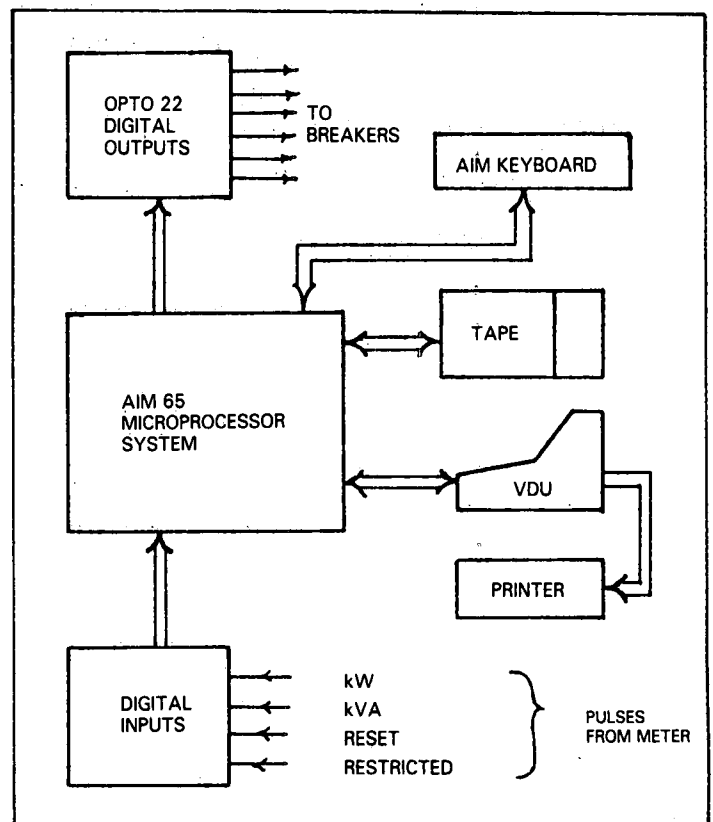 OPTO 22
DIGITAL
OUTPUTS
TO
BREAKERS
AIM KEYBOARD
TAPE
AIM 65
MICROPROCESSOR
SYSTEM
VDU
PRINTER
DIGITAL
INPUTS
kW
kVA
RESET
RESTRICTED
PULSES
FROM METER